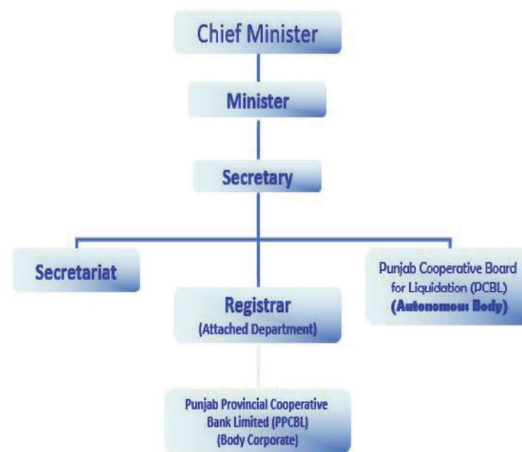 Chief Minister
Minister
Secretary
Secretariat
Registrar
(Attached Department)
Punjab Cooperative Board
for Liquidation (PCBL)
(Autonomous Body)
Punjab Provincial Cooperative
Bank Limited (PPCBL)
(Body Corporate)